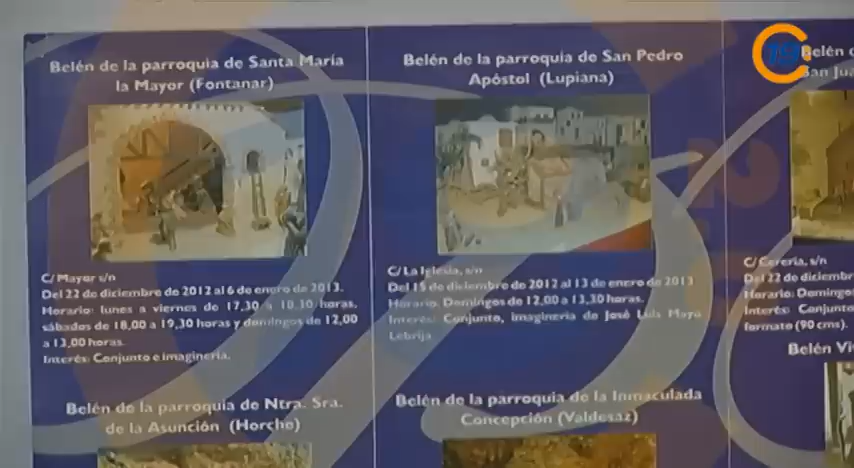 Belén de la parroquia de Santa María
la Mayor (Fontanar)
C/ Mayor s/n
Del 22 de diciembre de 2012 al 6 de enero de 2013.
Horario: lunes a viernes de 17,30 a 18,30 horas,
sábados de 18,00 a 19,30 horas y domingos de 12,00
a 13,00 horas.
Interés: Conjunto e imaginería.
Belén de la parroquia de Ntra. Sra.
de la Asunción (Horche)
Belén de la parroquia de San Pedro
Apóstol (Lupiana)
C/ La Iglesia, s/n
Del 15 de diciembre de 2012 al 13 de enero de 2013
Horario: Domingos de 12,00 a 13,30 horas.
Interés: Conjunto, imaginería de José Luis Mayo
Lebrija
Belén de la parroquia de la Inmaculada
Concepción (Valdesaz)
Belén
San
C/ Cerería, s/n
Del 22 de
Horario:
Interés: Conjunto
formato (90 cms).
Belén